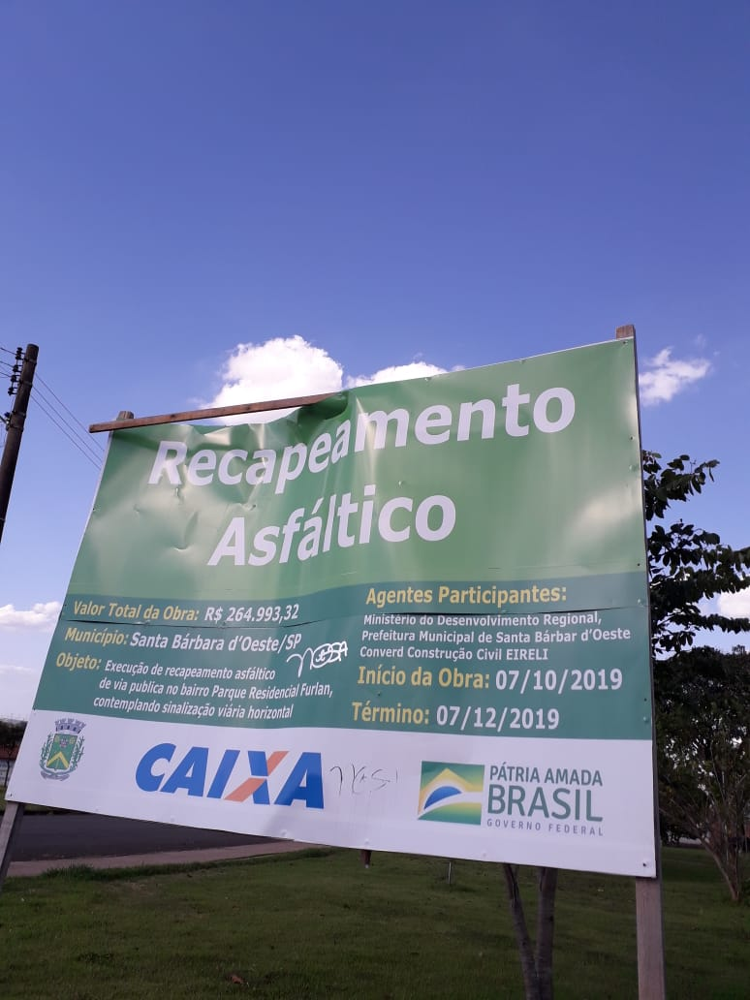 Recapeamento
Asfáltico
Valor Total da Obra: R$ 264.993,32
Município: Santa Bárbara d'Oeste/SP
Objeto: Execução de recapeamento asfáltico
de via publica no bairro Parque Residencial Furlan,
contemplando sinalização viária horizontal
Agentes Participantes:
Ministério do Desenvolvimento Regional,
Prefeitura Municipal de Santa Bárbar d'Oeste
Converd Construção Civil EIRELI
Início da Obra: 07/10/2019
Término: 07/12/2019
CAIXA
PÁTRIA AMADA
BRASIL
GOVERNO FEDERAL